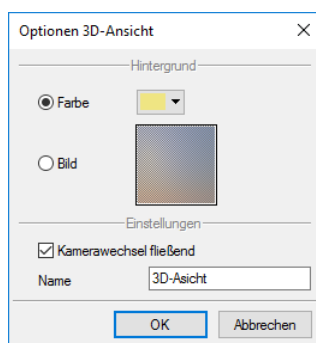 Optionen 3D-Ansicht
Hintergrund
Farbe
Bild
Einstellungen
Kamerawechsel fließend
Name 3D-Asicht
OK Abbrechen